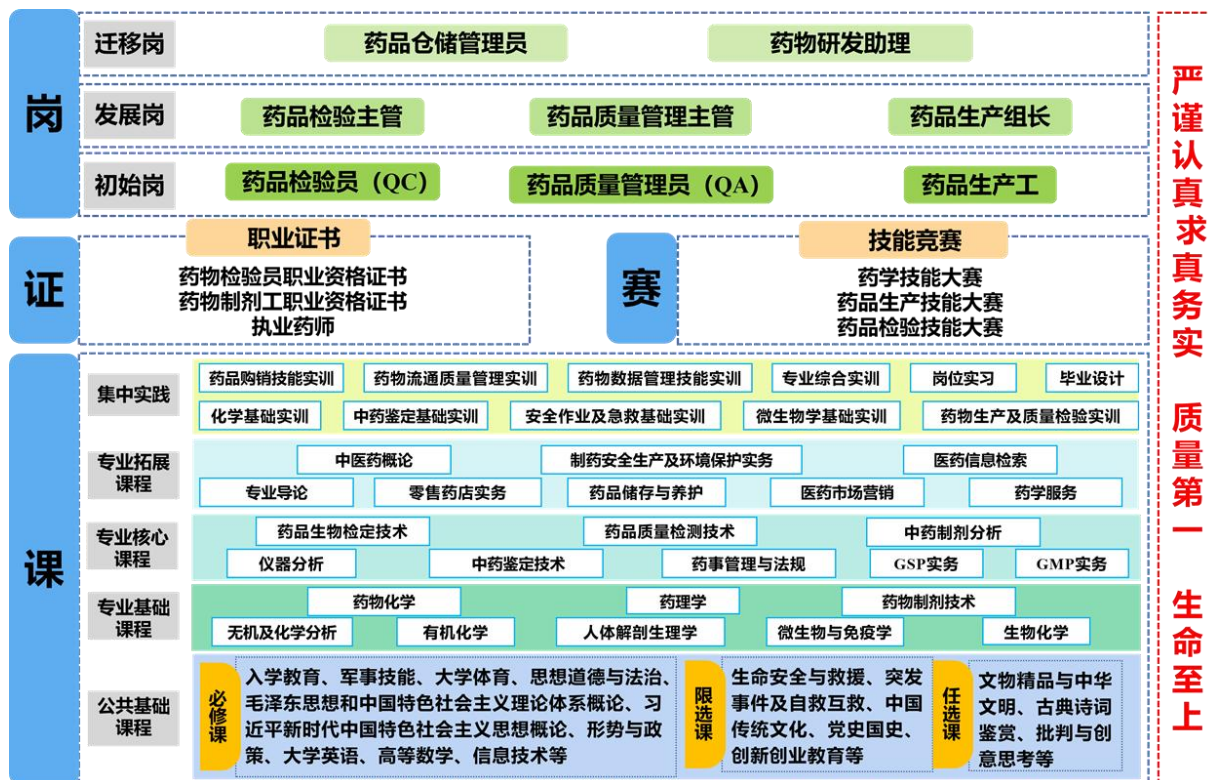 岗
迁移岗
药品仓储管理员
药物研发助理
发展岗
药品检验主管
药品质量管理主管
药品生产组长
初始岗
药品检验员（QC）
药品质量管理员（QA）
药品生产工
证
职业证书
药物检验员职业资格证书
药物制剂工职业资格证书
执业药师
赛
技能竞赛
药学技能大赛
药品生产技能大赛
药品检验技能大赛
课
集中实践
药品购销技能实训
药物流通质量管理实训
药物数据管理技能实训
专业综合实训
岗位实习
毕业设计
化学基础实训
中药鉴定基础实训
安全作业及急救基础实训
微生物学基础实训
药物生产及质量检验实训
专业拓展
课程
中医药概论
制药安全生产及环境保护实务
医药信息检索
专业导论
零售药店实务
药品储存与养护
医药市场营销
药学服务
专业核心
课程
药品生物检定技术
药品质量检测技术
中药制剂分析
仪器分析
中药鉴定技术
药事管理与法规
GSP实务
GMP实务
专业基础
课程
药物化学
药理学
药物制剂技术
无机及化学分析
有机化学
人体解剖生理学
微生物与免疫学
生物化学
公共基础
课程
必修课
入学教育、军事技能、大学体育、思想道德与法治、
毛泽东思想和中国特色社会主义理论体系概论、习
近平新时代中国特色社会主义思想概论、形势与政
策、大学英语、高等数学、信息技术等
限选课
生命安全与救援、突发
事件及自救互救、中国
传统文化、党史国史、
创新创业教育等
任选课
文物精品与中华
文明、古典诗词
鉴赏、批判与创
意思考等
严谨认真求真务实 质量第一 生命至上